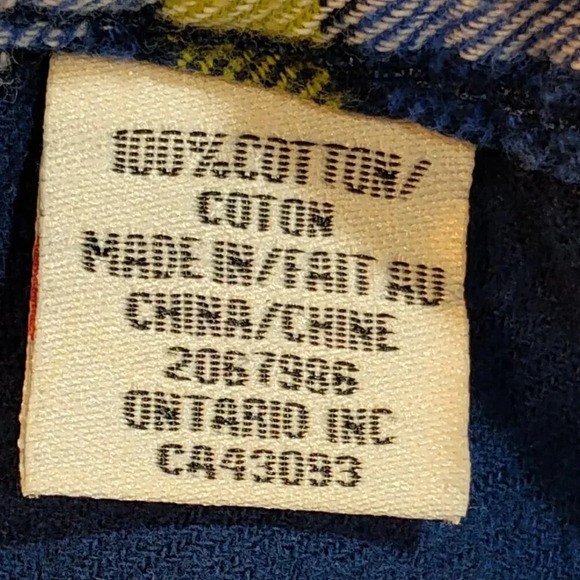 100%COTTON/
COTON
MADE IN/FAIT AU
CHINA/CHINE
2067986
ONTARIO INC
CA43093